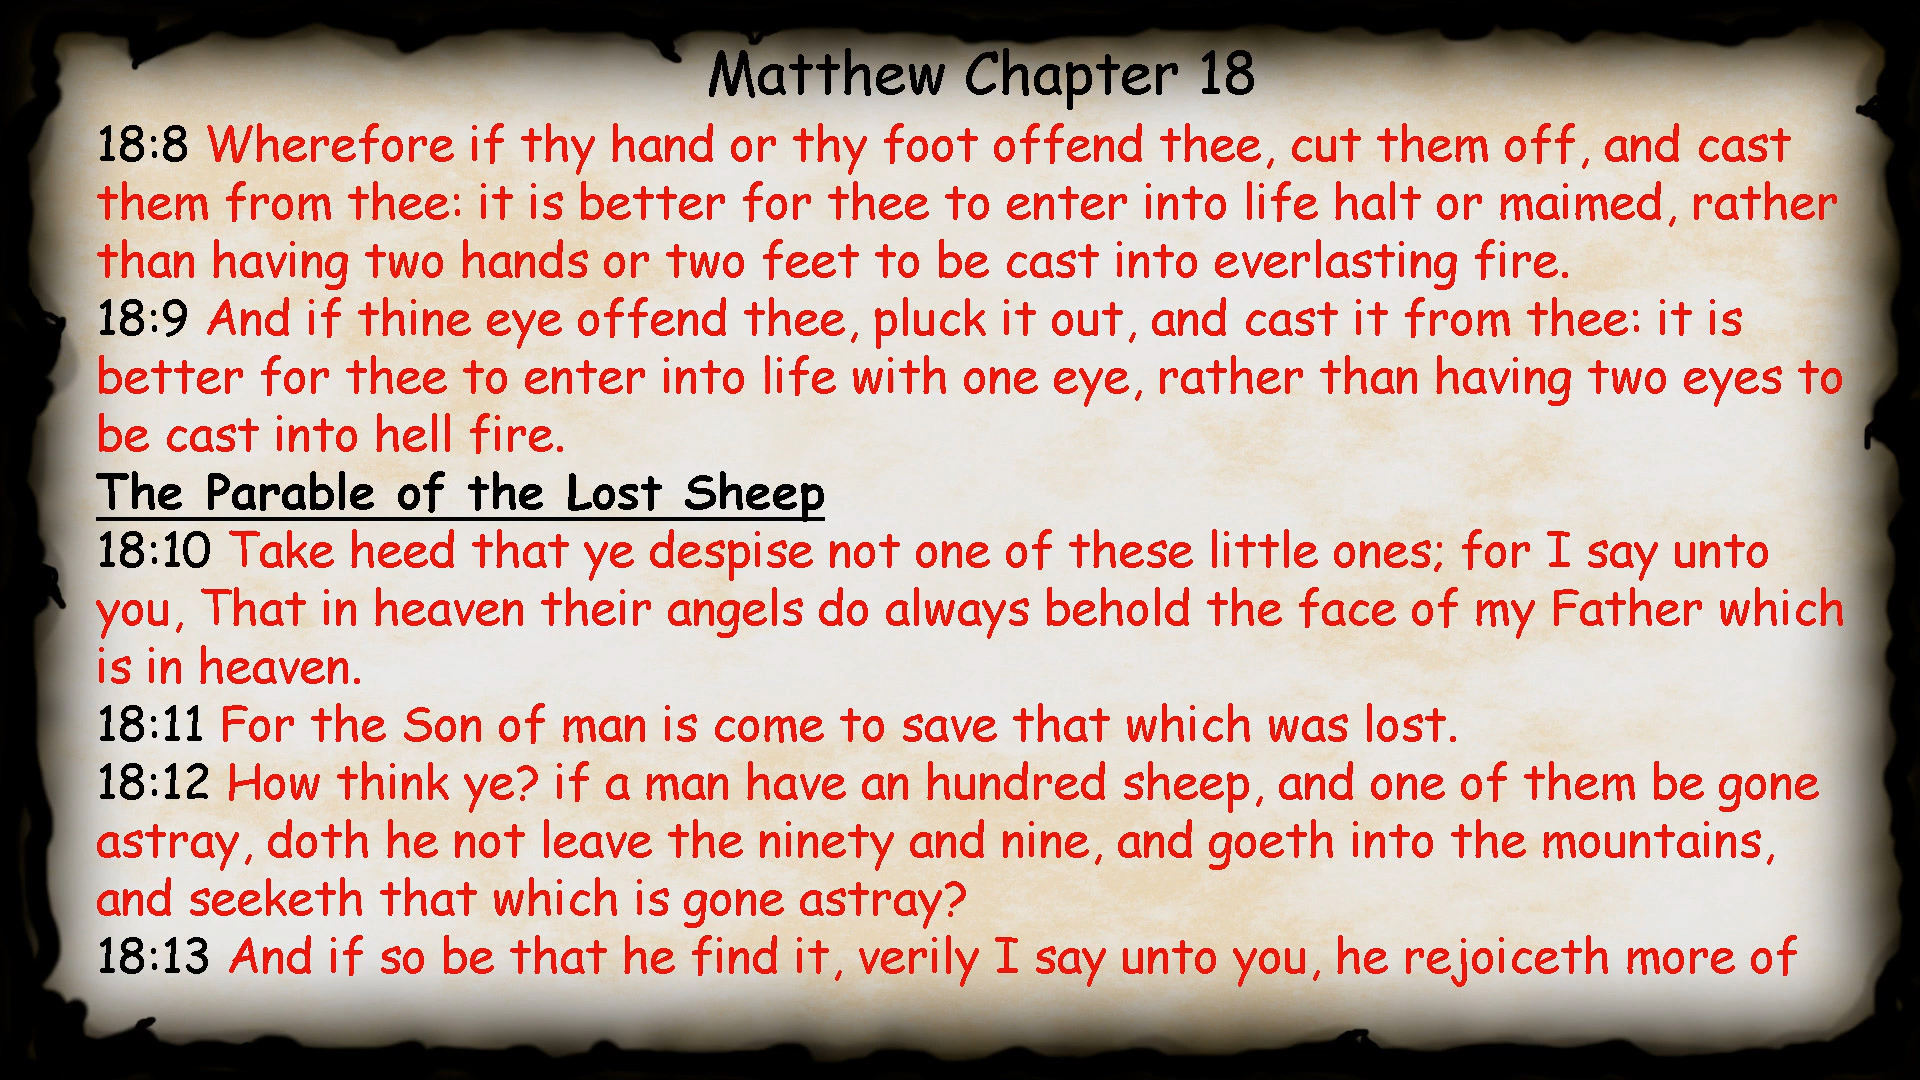 Matthew Chapter 18
18:8 Wherefore if thy hand or thy foot offend thee, cut them off, and cast
them from thee: it is better for thee to enter into life halt or maimed, rather
than having two hands or two feet to be cast into everlasting fire.
18:9 And if thine eye offend thee, pluck it out, and cast it from thee: it is
better for thee to enter into life with one eye, rather than having two eyes to
be cast into hell fire.
The Parable of the Lost Sheep
18:10 Take heed that ye despise not one of these little ones; for I say unto
you, That in heaven their angels do always behold the face of my Father which
is in heaven.
18:11 For the Son of man is come to save that which was lost.
18:12 How think ye? if a man have an hundred sheep, and one of them be gone
astray, doth he not leave the ninety and nine, and goeth into the mountains,
and seeketh that which is gone astray?
18:13 And if so be that he find it, verily I say unto you, he rejoiceth more of